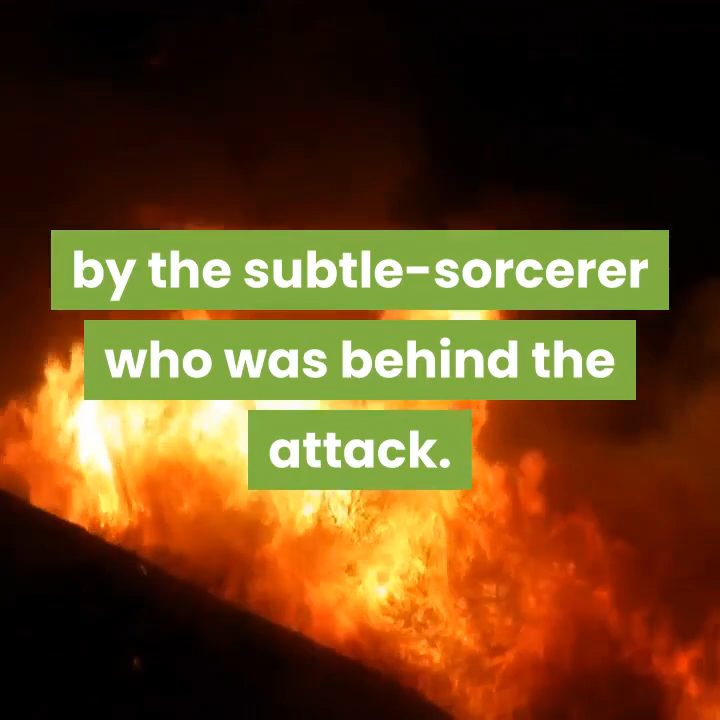 by the subtle-sorcerer
who was behind the
attack.